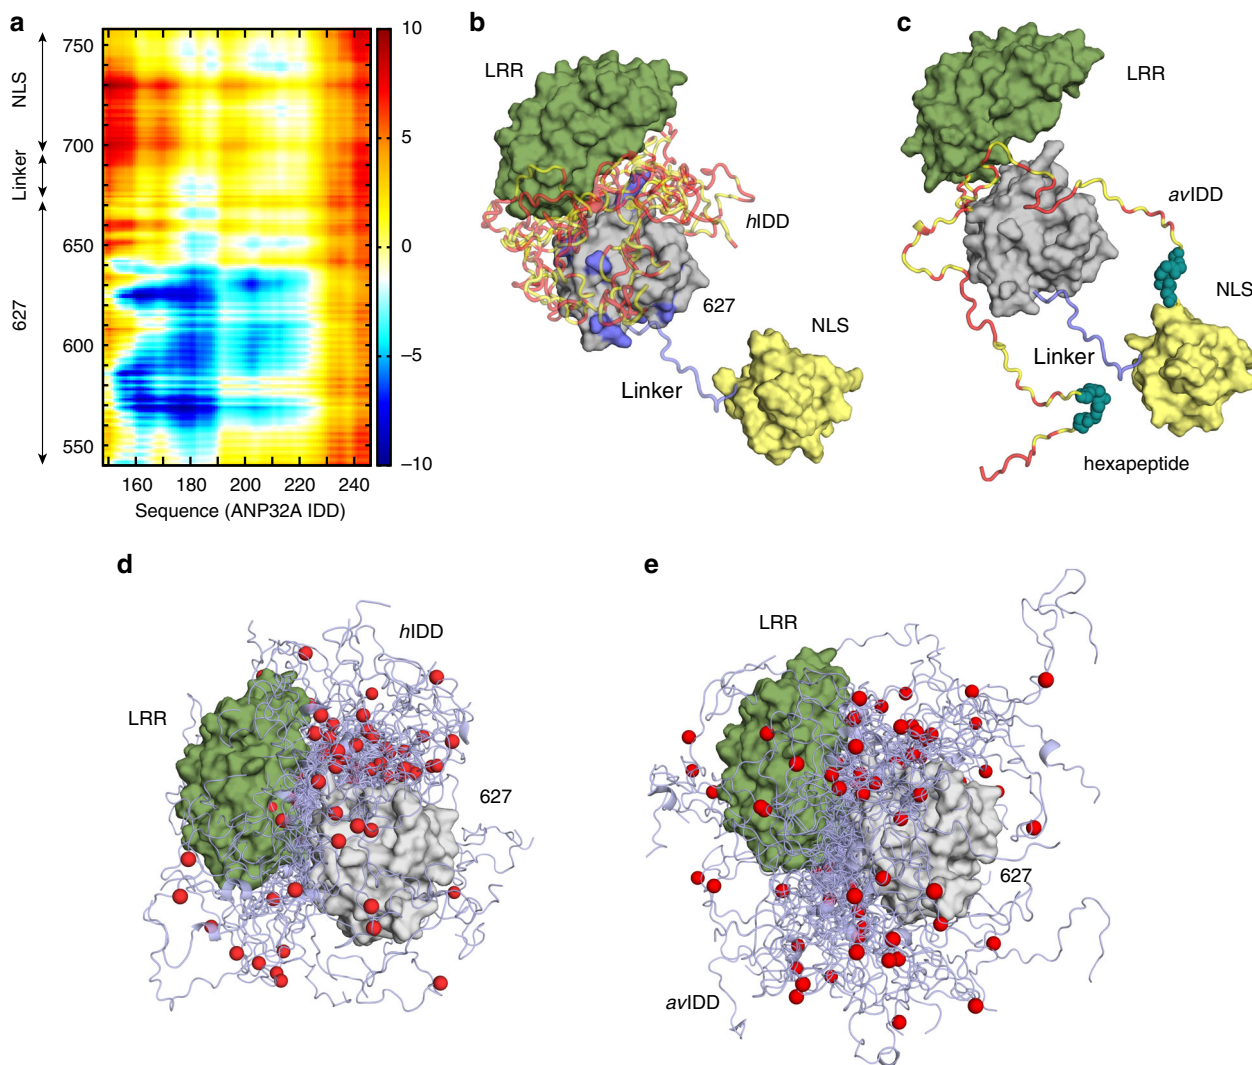 a
750
700
650
600
550
NLS
Linker
627
160 180 200 220 240
Sequence (ANP32A IDD)
10
5
0
−5
−10
b
LRR
hIDD
627
NLS
Linker
c
LRR
avIDD
NLS
Linker
hexapeptide
d
hIDD
LRR
627
e
LRR
627
avIDD